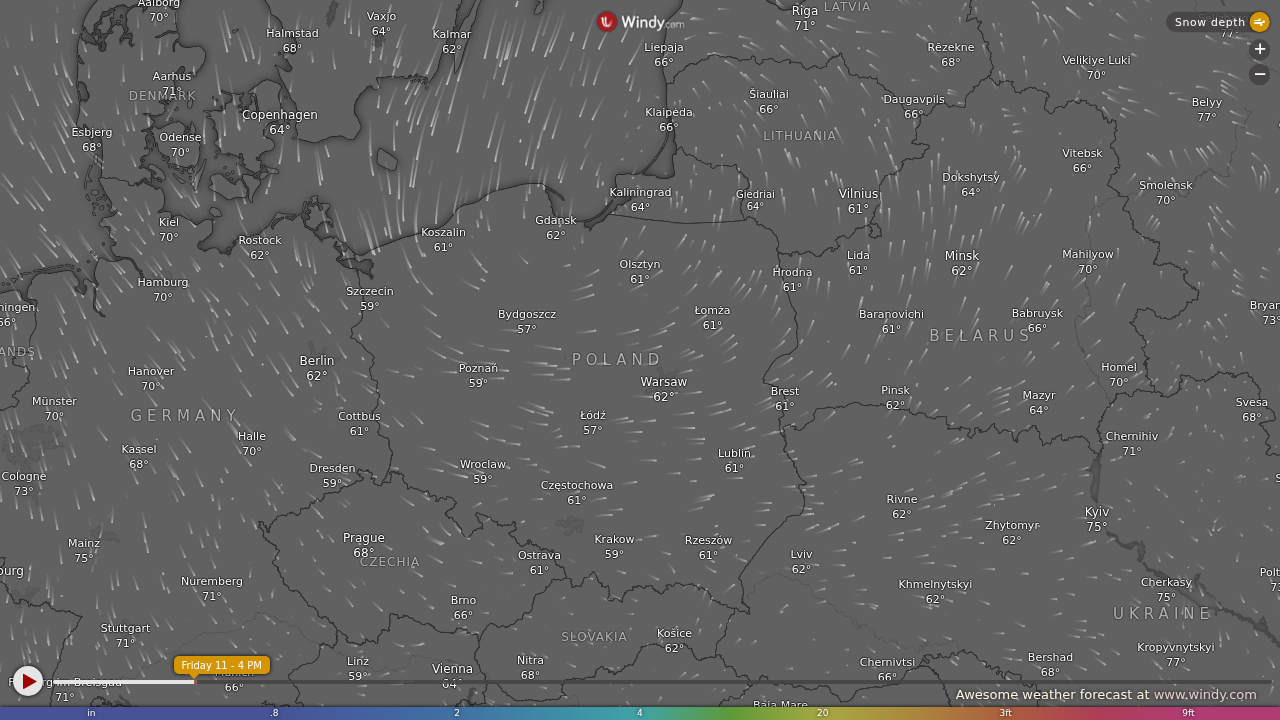 Aalborg
70°
Vaxjo
64°
Riga
71°
LATVIA
Windy.com
Snow depth
77°
Halmstad
68°
Kalmar
62°
Liepaja
66°
Rēzekne
68°
+
Velikiye Luki
70°
−
Aarhus
71°
DENMARK
Šiauliai
66°
Daugavpils
66°
Belyy
77°
Copenhagen
64°
Klaipėda
66°
Esbjerg
68°
Odense
70°
LITHUANIA
Vitebsk
66°
Dokshytsy
64°
Smolensk
70°
Kaliningrad
64°
Giedriai
64°
Vilnius
61°
Kiel
70°
Gdansk
62°
Koszalin
61°
Rostock
62°
Lida
61°
Minsk
62°
Mahilyow
70°
Olsztyn
61°
Hrodna
61°
Hamburg
70°
Szczecin
59°
Bydgoszcz
57°
Łomża
61°
Baranovichi
61°
Babruysk
66°
73°
BELARUS
POLAND
Berlin
62°
Hanover
70°
Poznań
59°
Warsaw
62°
Homel
70°
Brest
61°
Pinsk
62°
Mazyr
64°
Münster
70°
Svesa
68°
GERMANY
Cottbus
61°
Łódź
57°
Halle
70°
Chernihiv
71°
Kassel
68°
Lublin
61°
Dresden
59°
Wroclaw
59°
Cologne
73°
Częstochowa
61°
Rivne
62°
Kyiv
75°
Zhytomyr
62°
Prague
68°
Mainz
75°
Krakow
59°
Rzeszów
61°
CZECHIA
Ostrava
61°
Lviv
62°
Nuremberg
71°
Khmelnytskyi
62°
Cherkasy
75°
Brno
66°
UKRAINE
Stuttgart
71°
SLOVAKIA
Košice
62°
Kropyvnytskyi
77°
Friday 11 - 4 PM
Linz
59°
Vienna
64°
Nitra
68°
Chernivtsi
66°
Bershad
68°
66°
71°
Awesome weather forecast at www.windy.com
Baia Mare
in .8 2 4 20 3ft 9ft